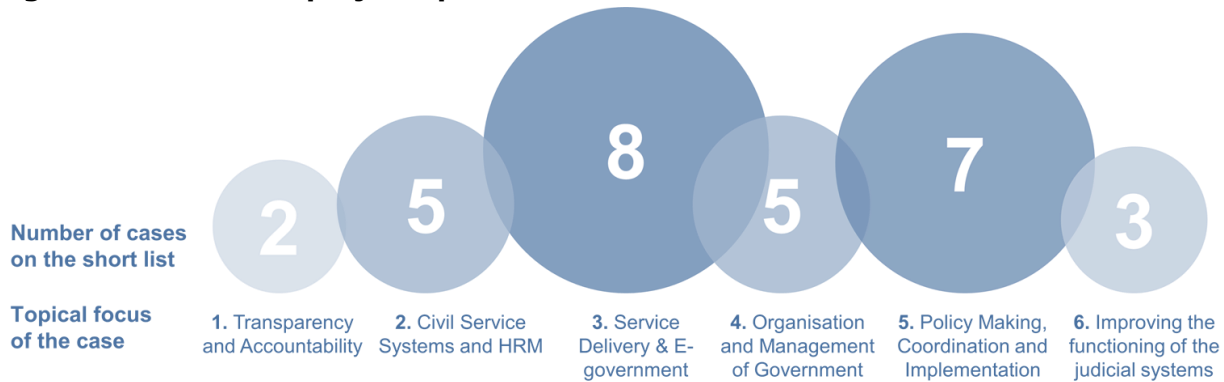 2
5
8
5
7
3
Number of cases
on the short list
Topical focus
of the case
1. Transparency
and Accountability
2. Civil Service
Systems and HRM
3. Service
Delivery & E-
government
4. Organisation
and Management
of Government
5. Policy Making,
Coordination and
Implementation
6. Improving the
functioning of the
judicial systems